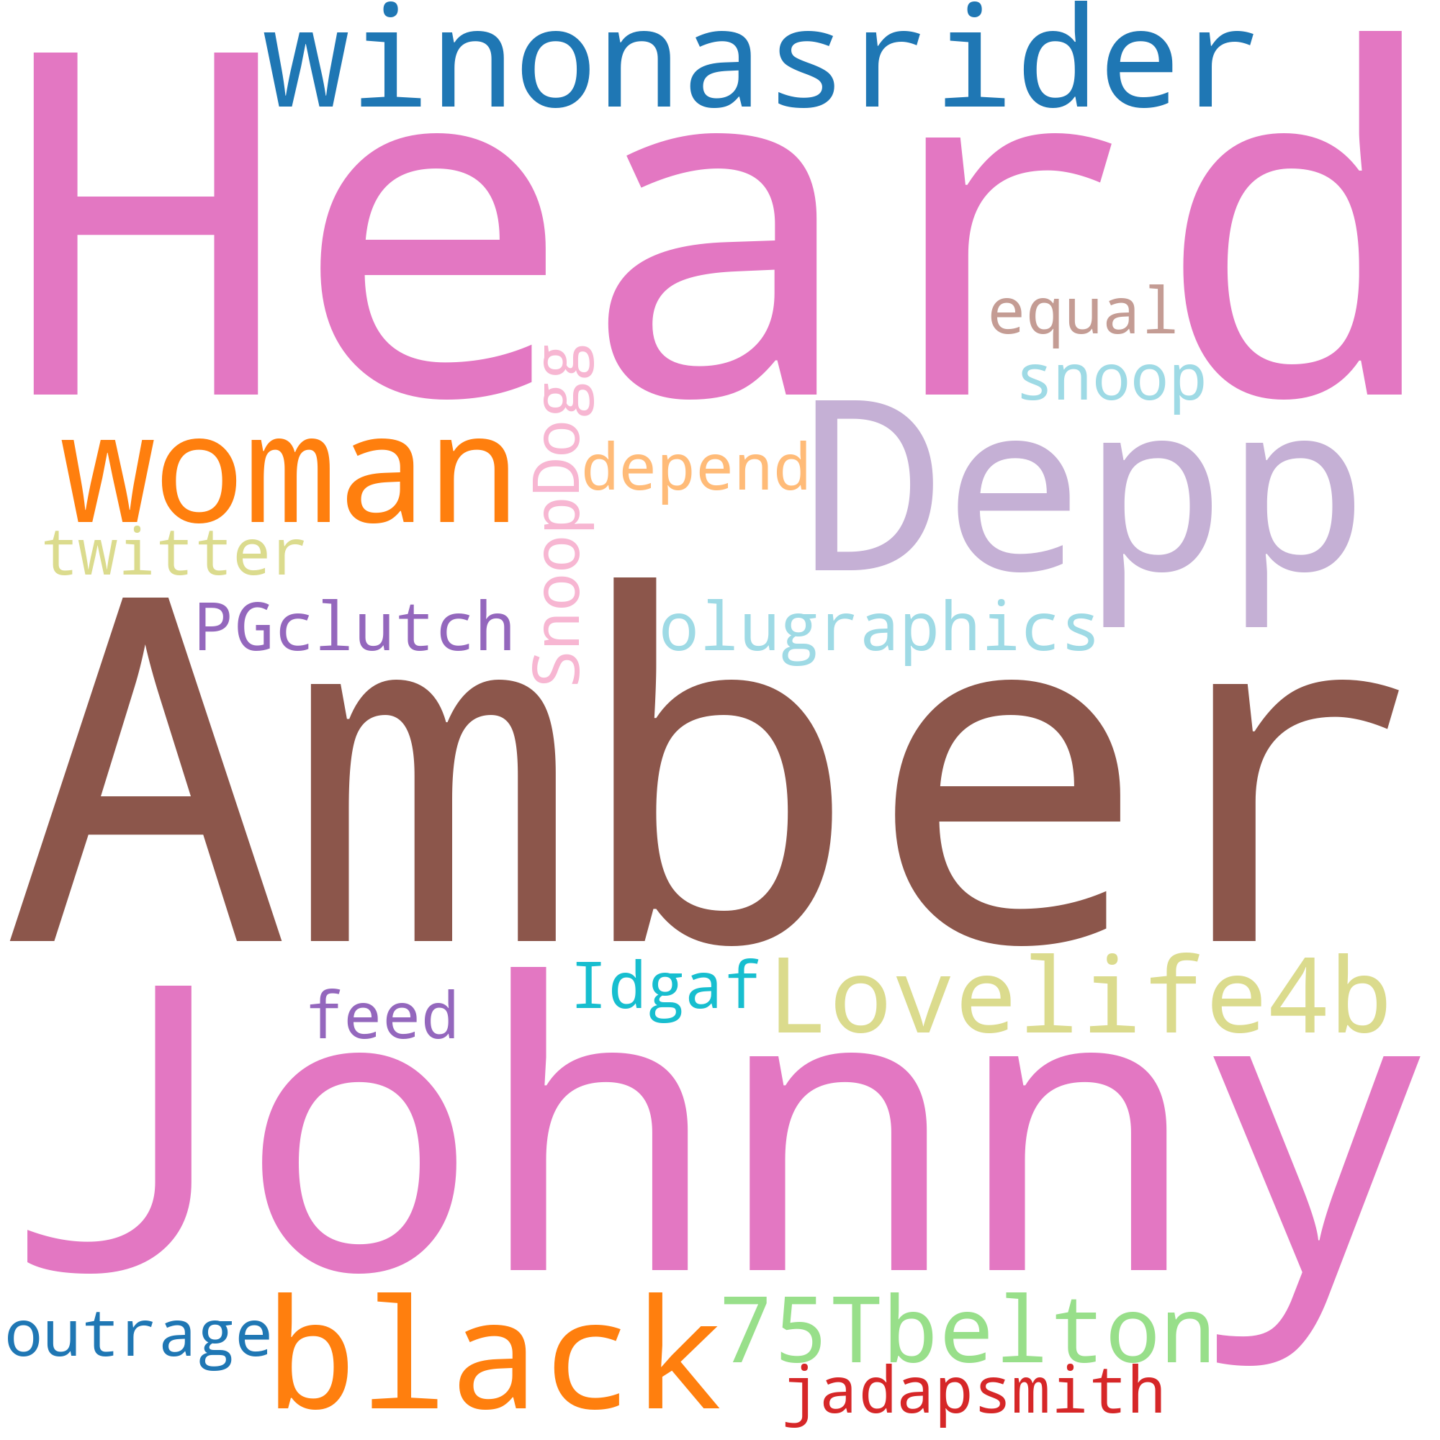 winonasrider
Heard
equal
snoop
SnoopDogg
woman
depend
Depp
twitter
PGclutch
olugraphics
Amber
Idgaf
Lovelife4b
feed
Johnny
outrage
black
75Tbelton
jadapsmith